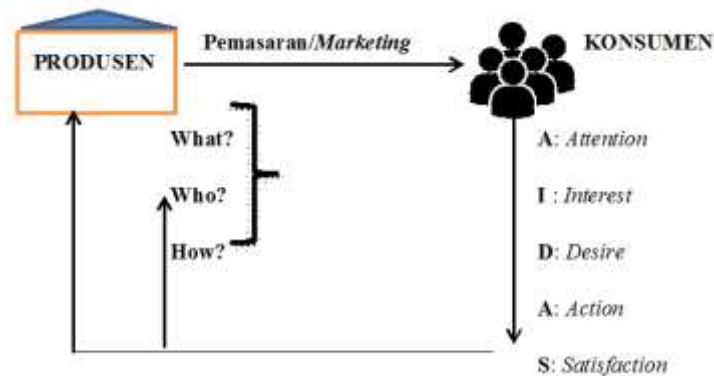 Pemasaran/Marketing
KONSUMEN
PRODUSEN
What?
Who?
How?
A: Attention
I : Interest
D: Desire
A: Action
S: Satisfaction